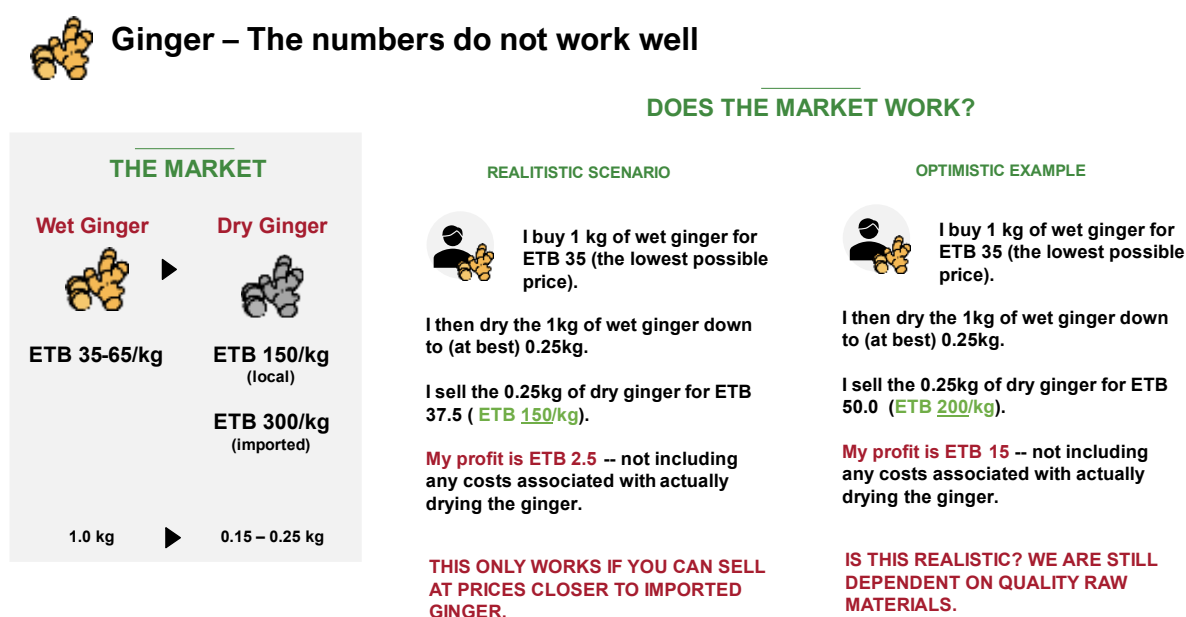 Ginger – The numbers do not work well
DOES THE MARKET WORK?
THE MARKET
Wet Ginger
Dry Ginger
ETB 35-65/kg
ETB 150/kg
(local)
ETB 300/kg
(imported)
1.0 kg
0.15 – 0.25 kg
REALITISTIC SCENARIO
I buy 1 kg of wet ginger for
ETB 35 (the lowest possible
price).
I then dry the 1kg of wet ginger down
to (at best) 0.25kg.
I sell the 0.25kg of dry ginger for ETB
37.5 ( ETB 150/kg).
My profit is ETB 2.5 -- not including
any costs associated with actually
drying the ginger.
THIS ONLY WORKS IF YOU CAN SELL
AT PRICES CLOSER TO IMPORTED
GINGER.
OPTIMISTIC EXAMPLE
I buy 1 kg of wet ginger for
ETB 35 (the lowest possible
price).
I then dry the 1kg of wet ginger down
to (at best) 0.25kg.
I sell the 0.25kg of dry ginger for ETB
50.0 (ETB 200/kg).
My profit is ETB 15 -- not including
any costs associated with actually
drying the ginger.
IS THIS REALISTIC? WE ARE STILL
DEPENDENT ON QUALITY RAW
MATERIALS.